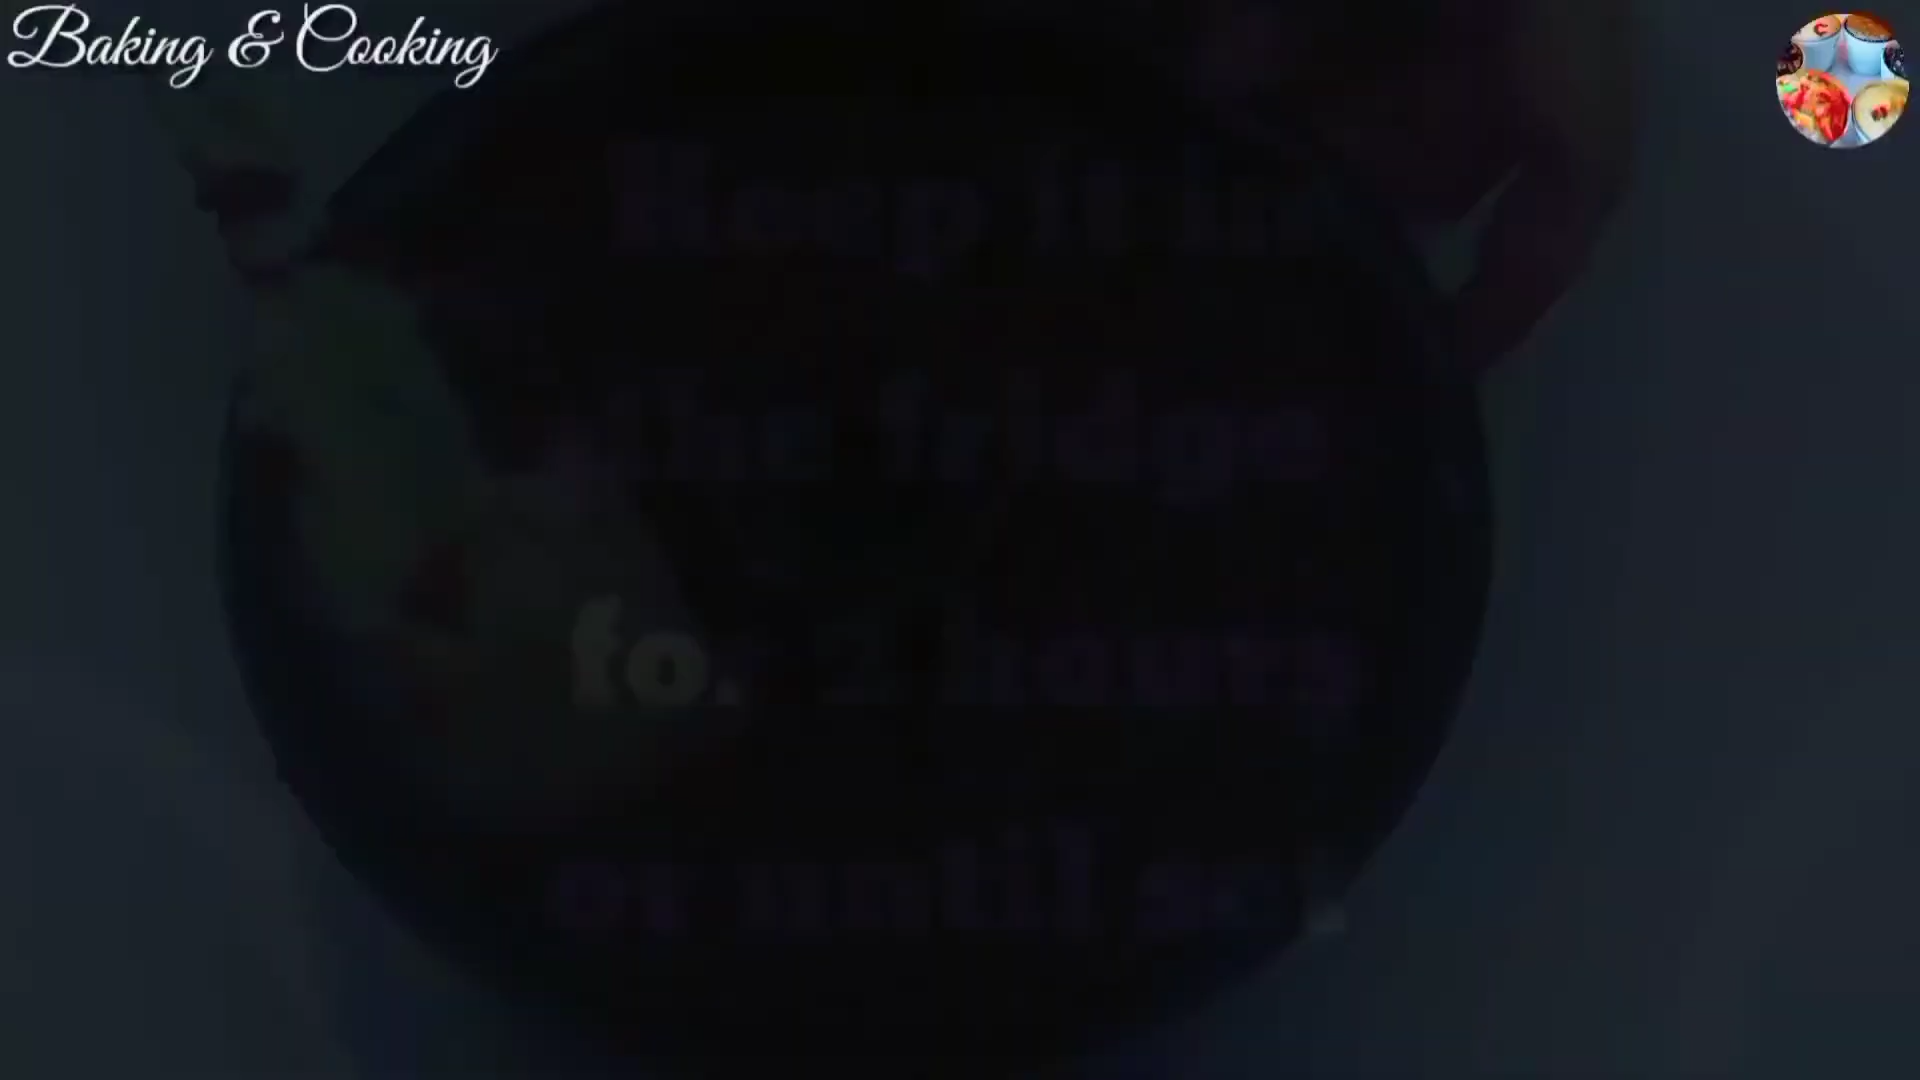 Baking & Cooking
Keep it in
the fridge
for 2 hours
or until